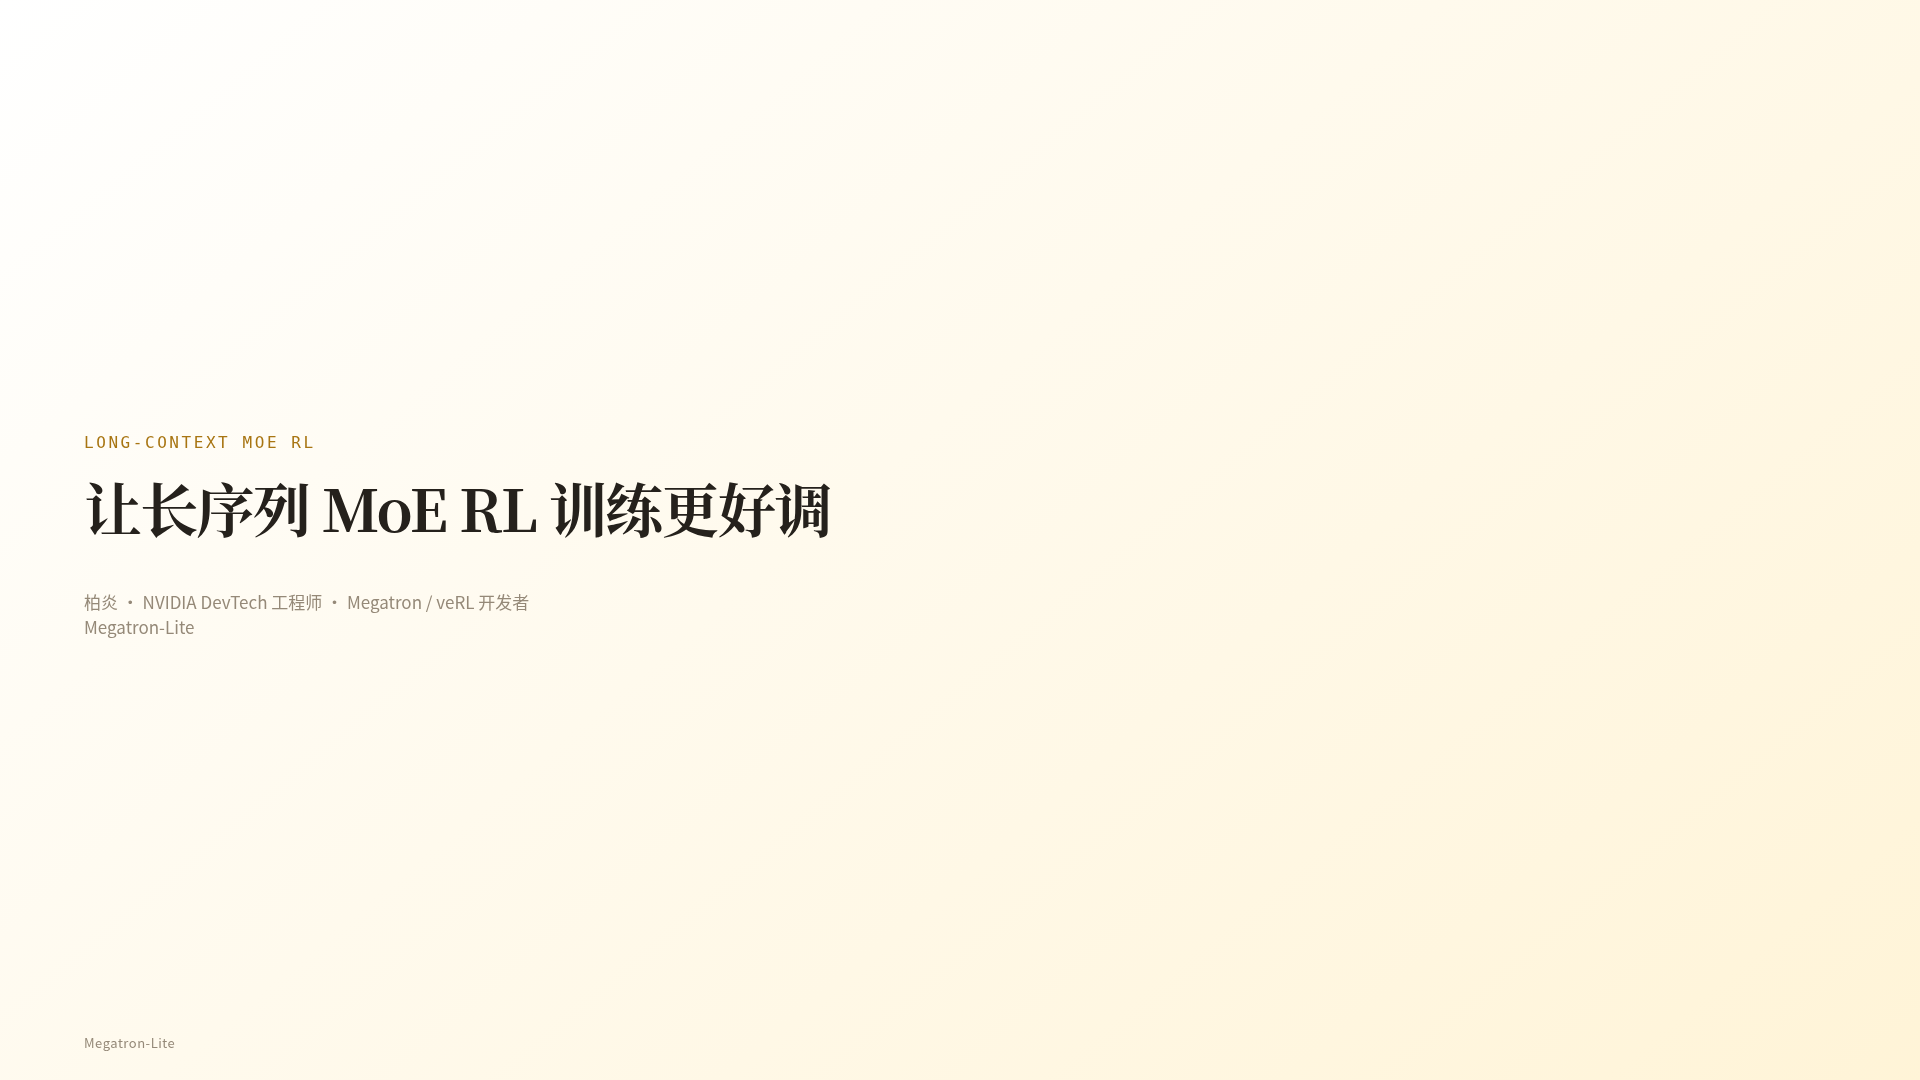 LONG-CONTEXT MOE RL
让长序列 MoE RL 训练更好调
柏炎 · NVIDIA DevTech 工程师 · Megatron / veRL 开发者
Megatron-Lite
Megatron-Lite